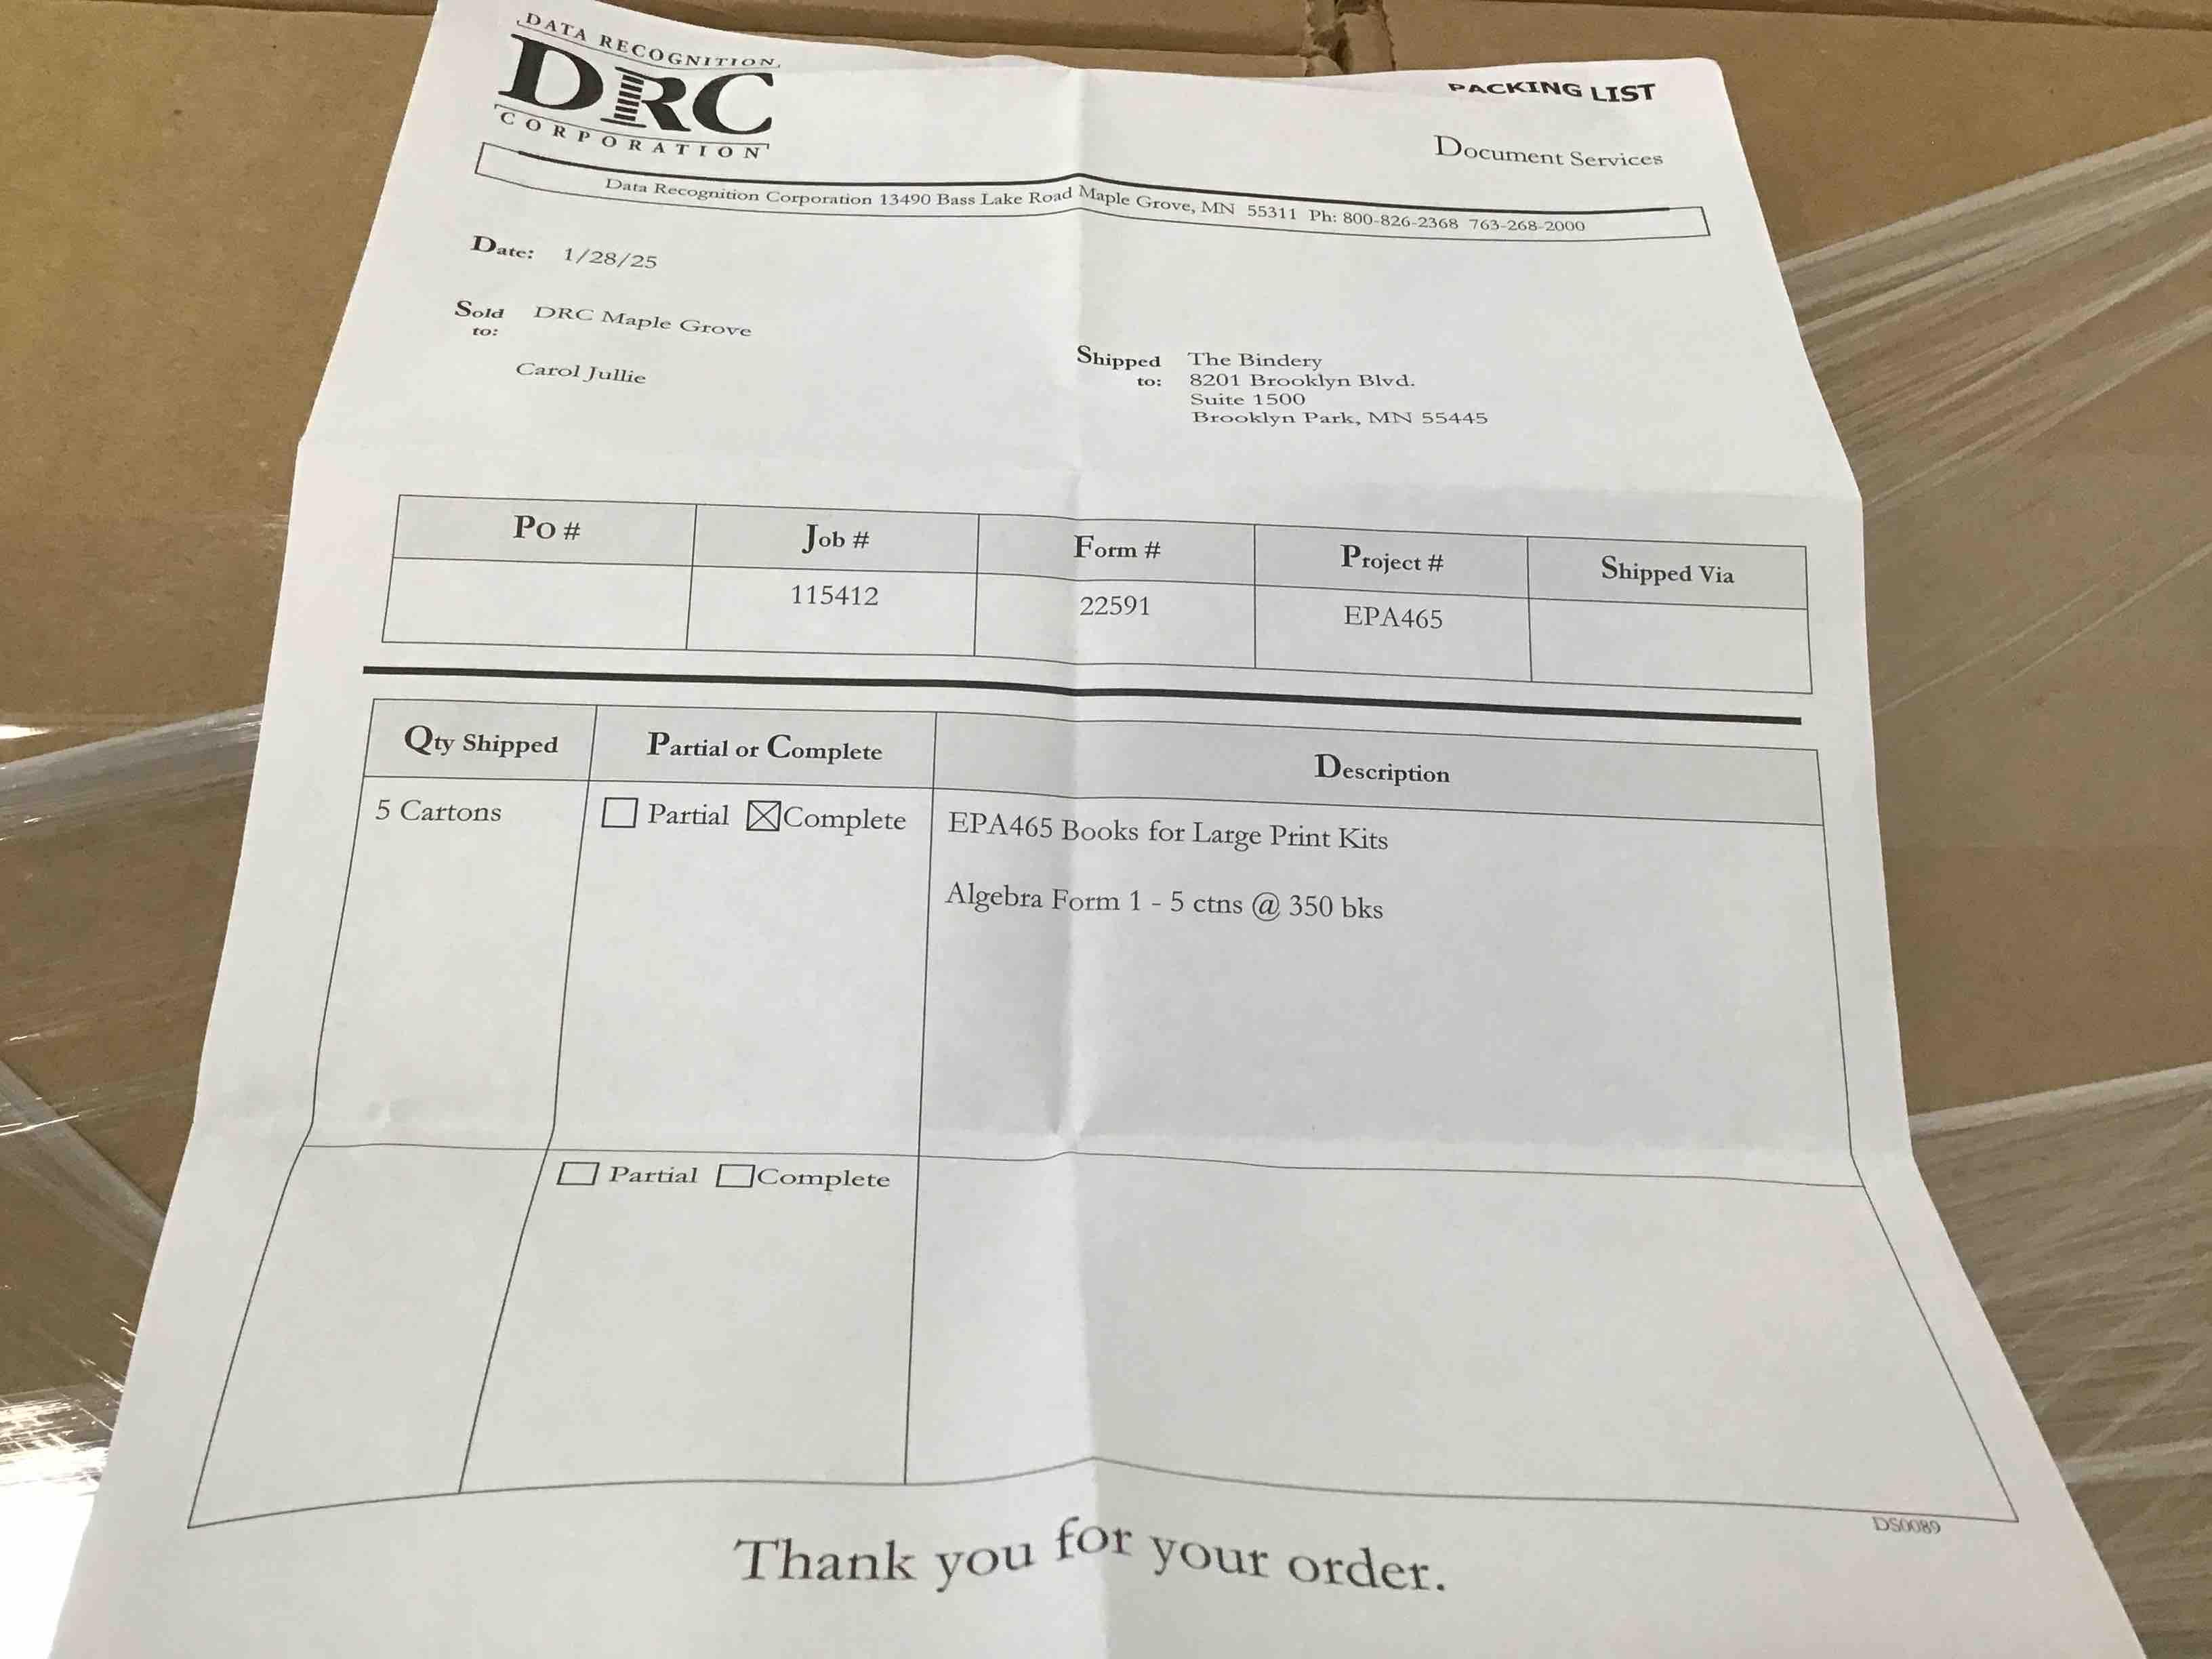 DATA RECOGNITION
DRC
CORPORATION
PACKING LIST
Document Services
Data Recognition Corporation 13490 Bass Lake Road Maple Grove, MN 55311 Ph: 800-826-2368 763-268-2000
Date: 1/28/25
Sold to: DRC Maple Grove
Carol Jullie
Shipped to: The Bindery
8201 Brooklyn Blvd.
Suite 1500
Brooklyn Park, MN 55445
Po # Job # Form # Project # Shipped Via
115412 22591 EPA465
Qty Shipped Partial or Complete Description
5 Cartons Partial Complete EPA465 Books for Large Print Kits
Algebra Form 1 - 5 ctns @ 350 bks
Partial Complete
DS0089
Thank you for your order.